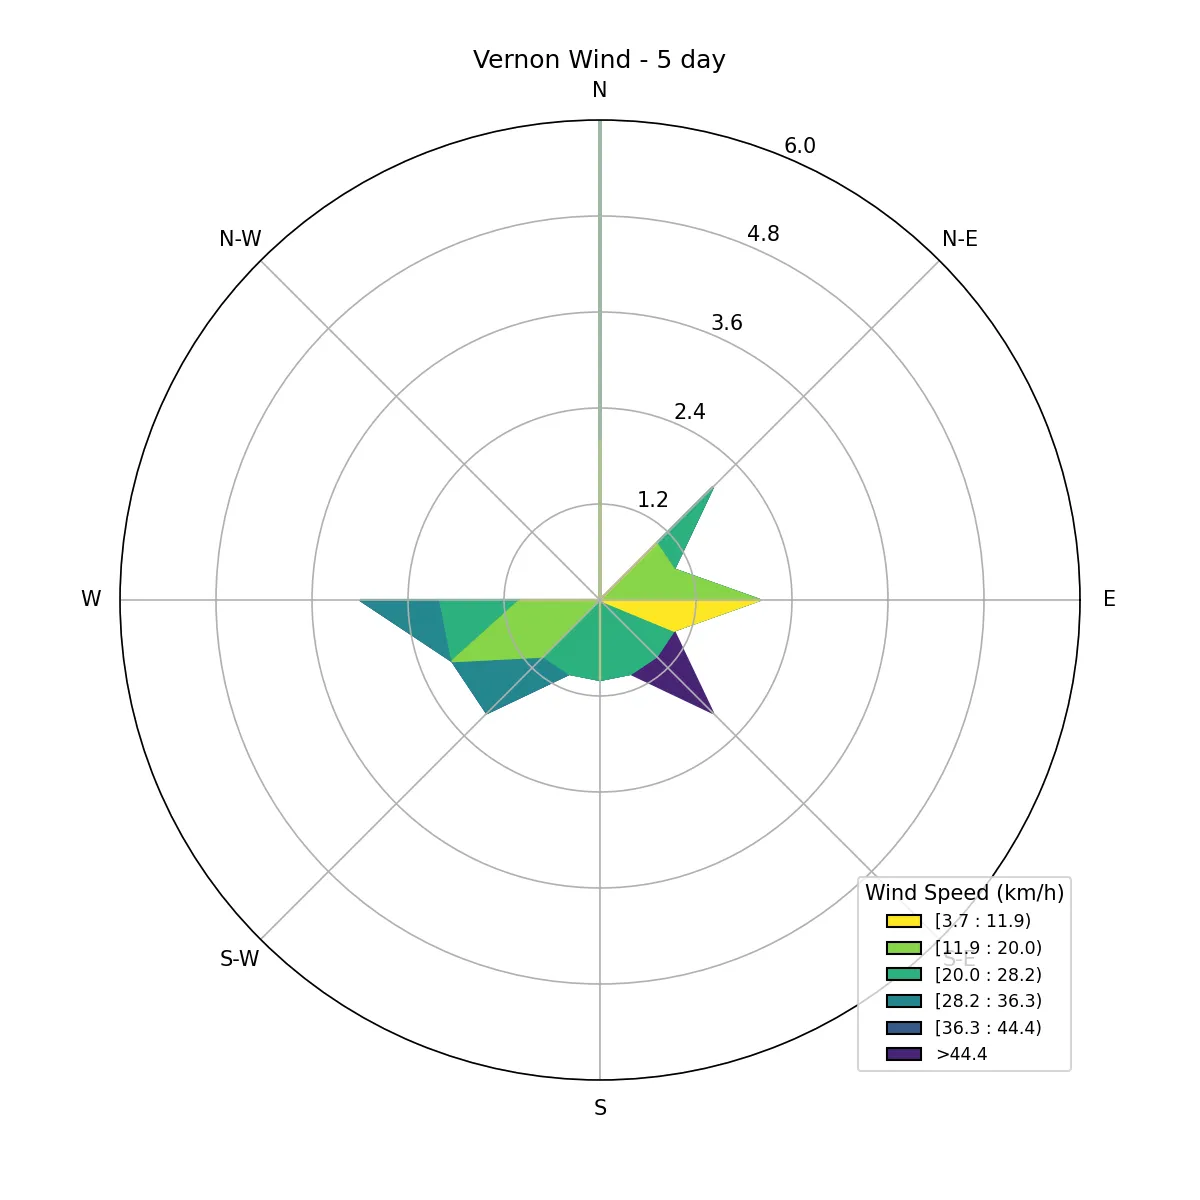 Vernon Wind - 5 day
N
6.0
N-W
4.8
N-E
3.6
2.4
1.2
W
E
Wind Speed (km/h)
[3.7 : 11.9)
[11.9 : 20.0)
S-W
S-E
[20.0 : 28.2)
[28.2 : 36.3)
[36.3 : 44.4)
>44.4
S